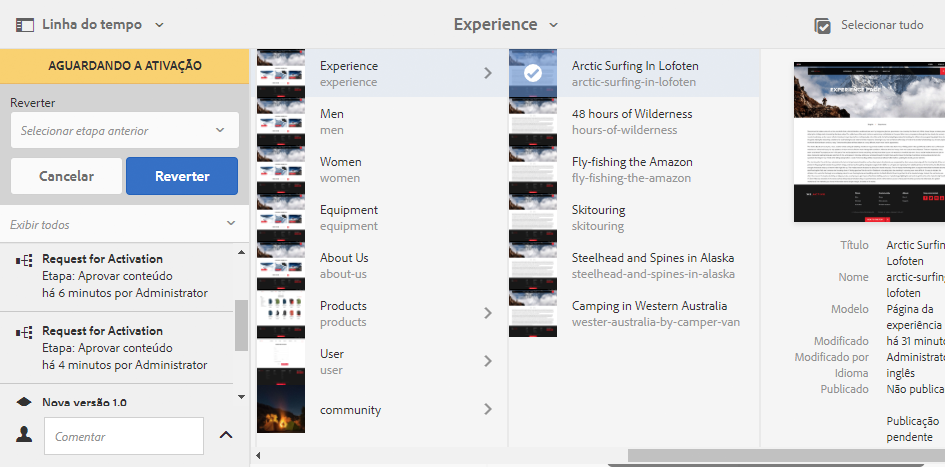 Linha do tempo
Experience
Selecionar tudo
AGUARDANDO A ATIVAÇÃO
Reverter
Selecionar etapa anterior
Cancelar
Reverter
Exibir todos
Request for Activation
Etapa: Aprovar conteúdo
há 6 minutos por Administrator
Request for Activation
Etapa: Aprovar conteúdo
há 4 minutos por Administrator
Nova versão 1.0
Comentar
Experience
experience
Men
men
Women
women
Equipment
equipment
About Us
about-us
Products
products
User
user
community
Arctic Surfing In Lofoten
arctic-surfing-in-lofoten
48 hours of Wilderness
hours-of-wilderness
Fly-fishing the Amazon
fly-fishing-the-amazon
Skitouring
skitouring
Steelhead and Spines in Alaska
steelhead-and-spines-in-alaska
Camping in Western Australia
wester-australia-by-camper-van
EXPERIENCE PAGE
Título Arctic Surfin
Lofoten
Nome arctic-surfin
lofoten
Modelo Página da
experiência
Modificado há 31 minuto
Modificado por Administrato
Idioma inglês
Publicado Não publica
Publicação
pendente